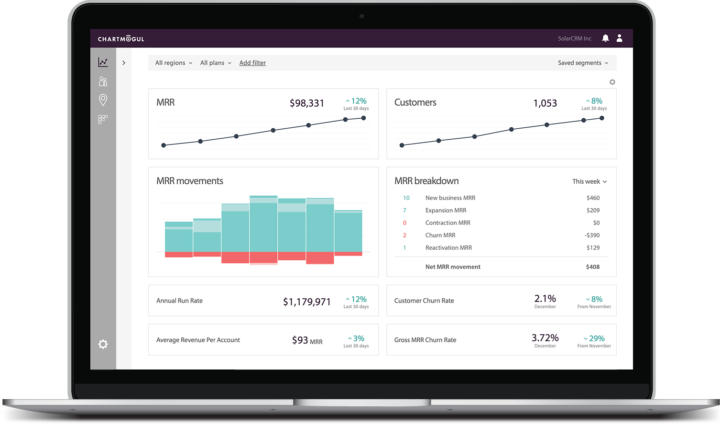 CHARTMOGUL
SolarCRM Inc
All regions
All plans
Add filter
Saved segments
MRR
$98,331
12%
Last 30 days
Customers
1,053
8%
Last 30 days
MRR movements
MRR breakdown
This week
10 New business MRR $460
7 Expansion MRR $209
0 Contraction MRR $0
2 Churn MRR -$390
1 Reactivation MRR $129
Net MRR movement $408
Annual Run Rate
$1,179,971
12%
Last 30 days
Customer Churn Rate
2.1%
December
8%
From November
Average Revenue Per Account
$93 MRR
3%
Last 30 days
Gross MRR Churn Rate
3.72%
December
29%
From November